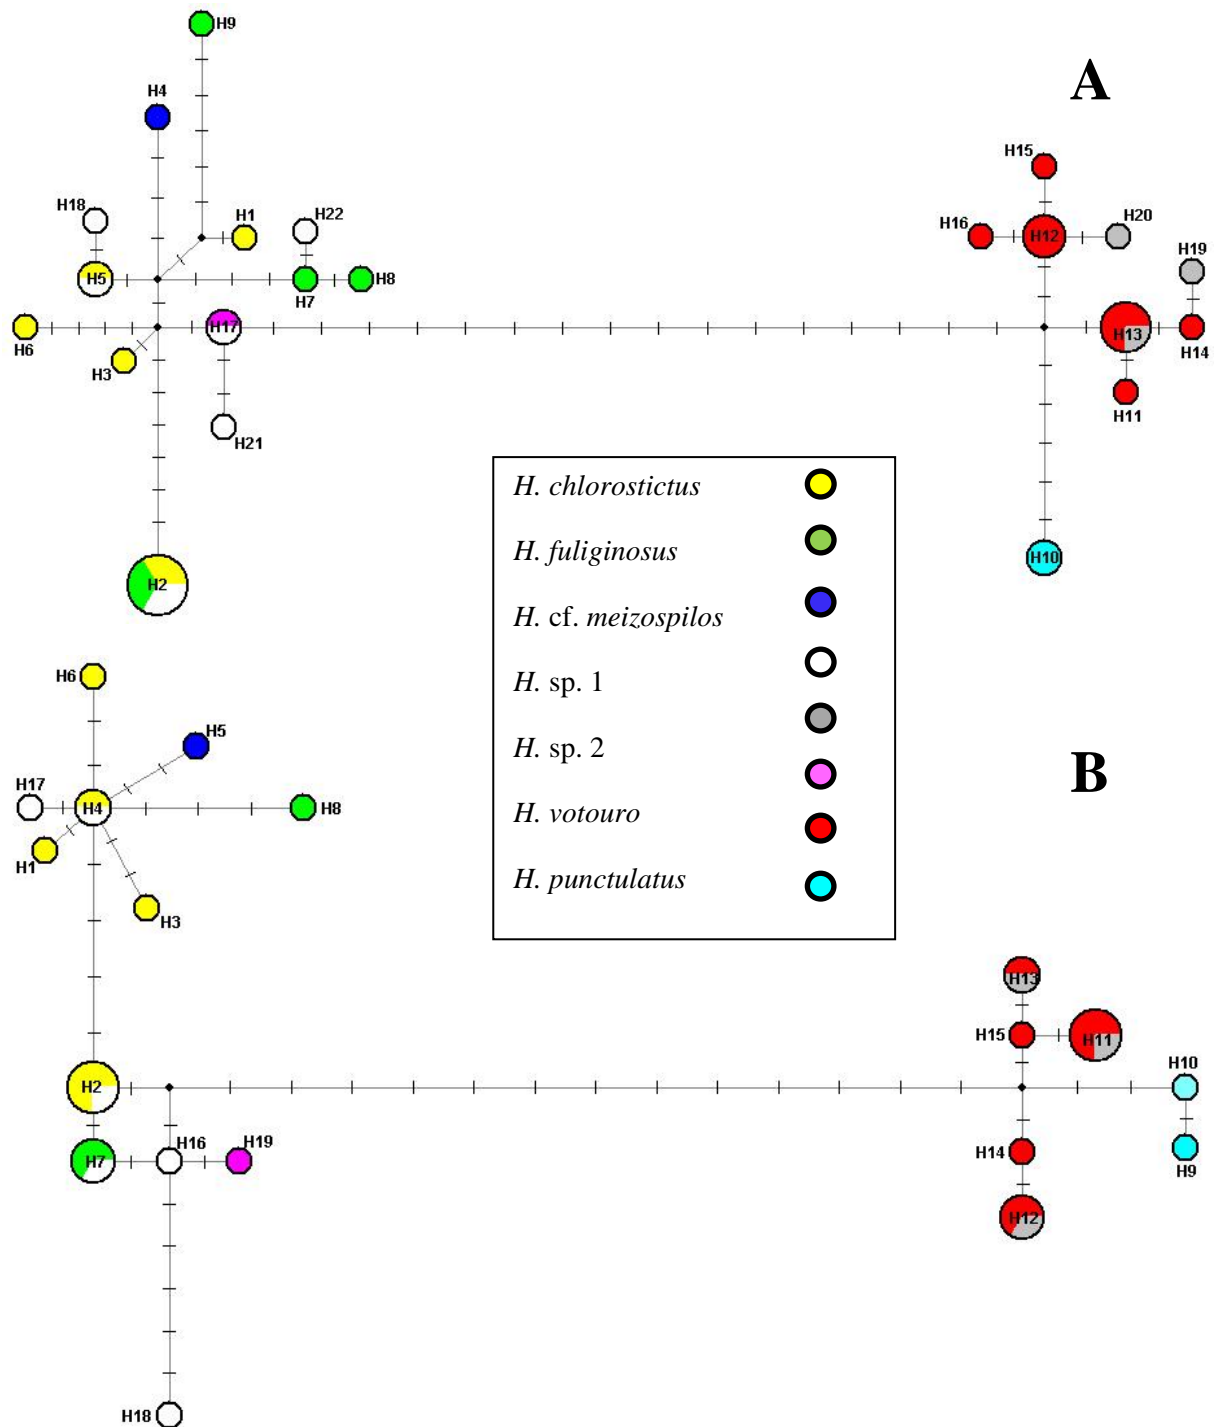 H9
A
H4
H15
H18
H1
H22
H16
H12
H20
H19
H5
H7
H8
H6
H3
H17
H13
H14
H11
H21
H2
H10
H. chlorostictus
H. fuliginosus
H. cf. meizospilos
H. sp. 1
H. sp. 2
H. votouro
H. punctulatus
H6
H5
B
H17
H4
H8
H1
H3
H13
H15
H11
H2
H10
H7
H16
H19
H14
H9
H12
H18